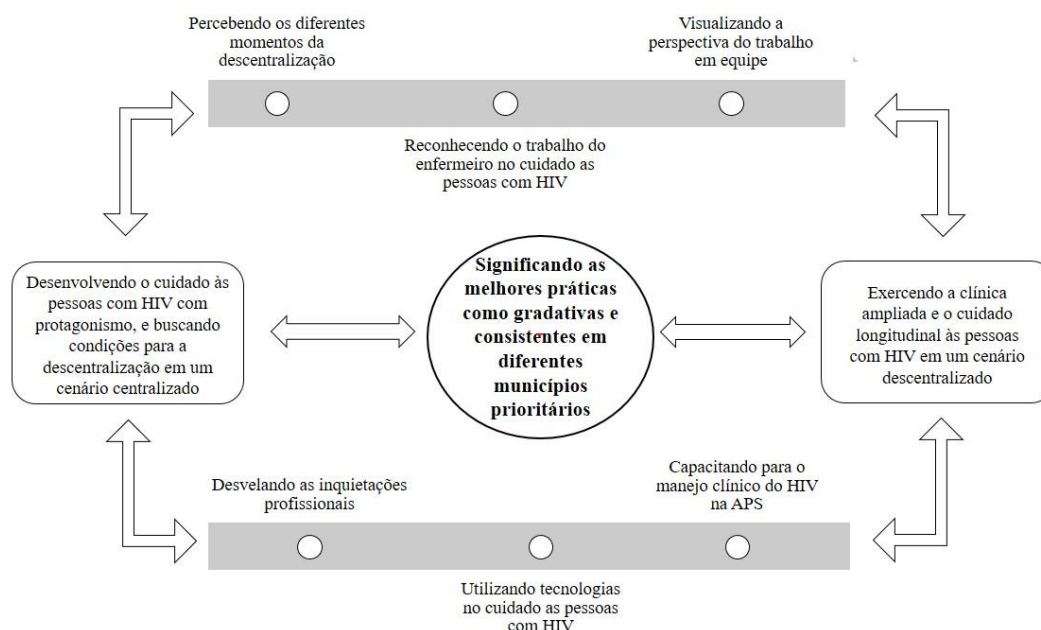 Percebendo os diferentes
momentos da
descentralização
Visualizando a
perspectiva do trabalho
em equipe
Reconhecendo o trabalho do
enfermeiro no cuidado as
pessoas com HIV
Desenvolvendo o cuidado às
pessoas com HIV com
protagonismo, e buscando
condições para a
descentralização em um
cenário centralizado
Significando as
melhores práticas
como gradativas e
consistentes em
diferentes
municípios
prioritários
Exercendo a clínica
ampliada e o cuidado
longitudinal às pessoas
com HIV em um cenário
descentralizado
Desvelando as inquietações
profissionais
Capacitando para o
manejo clínico do HIV
na APS
Utilizando tecnologias
no cuidado as pessoas
com HIV